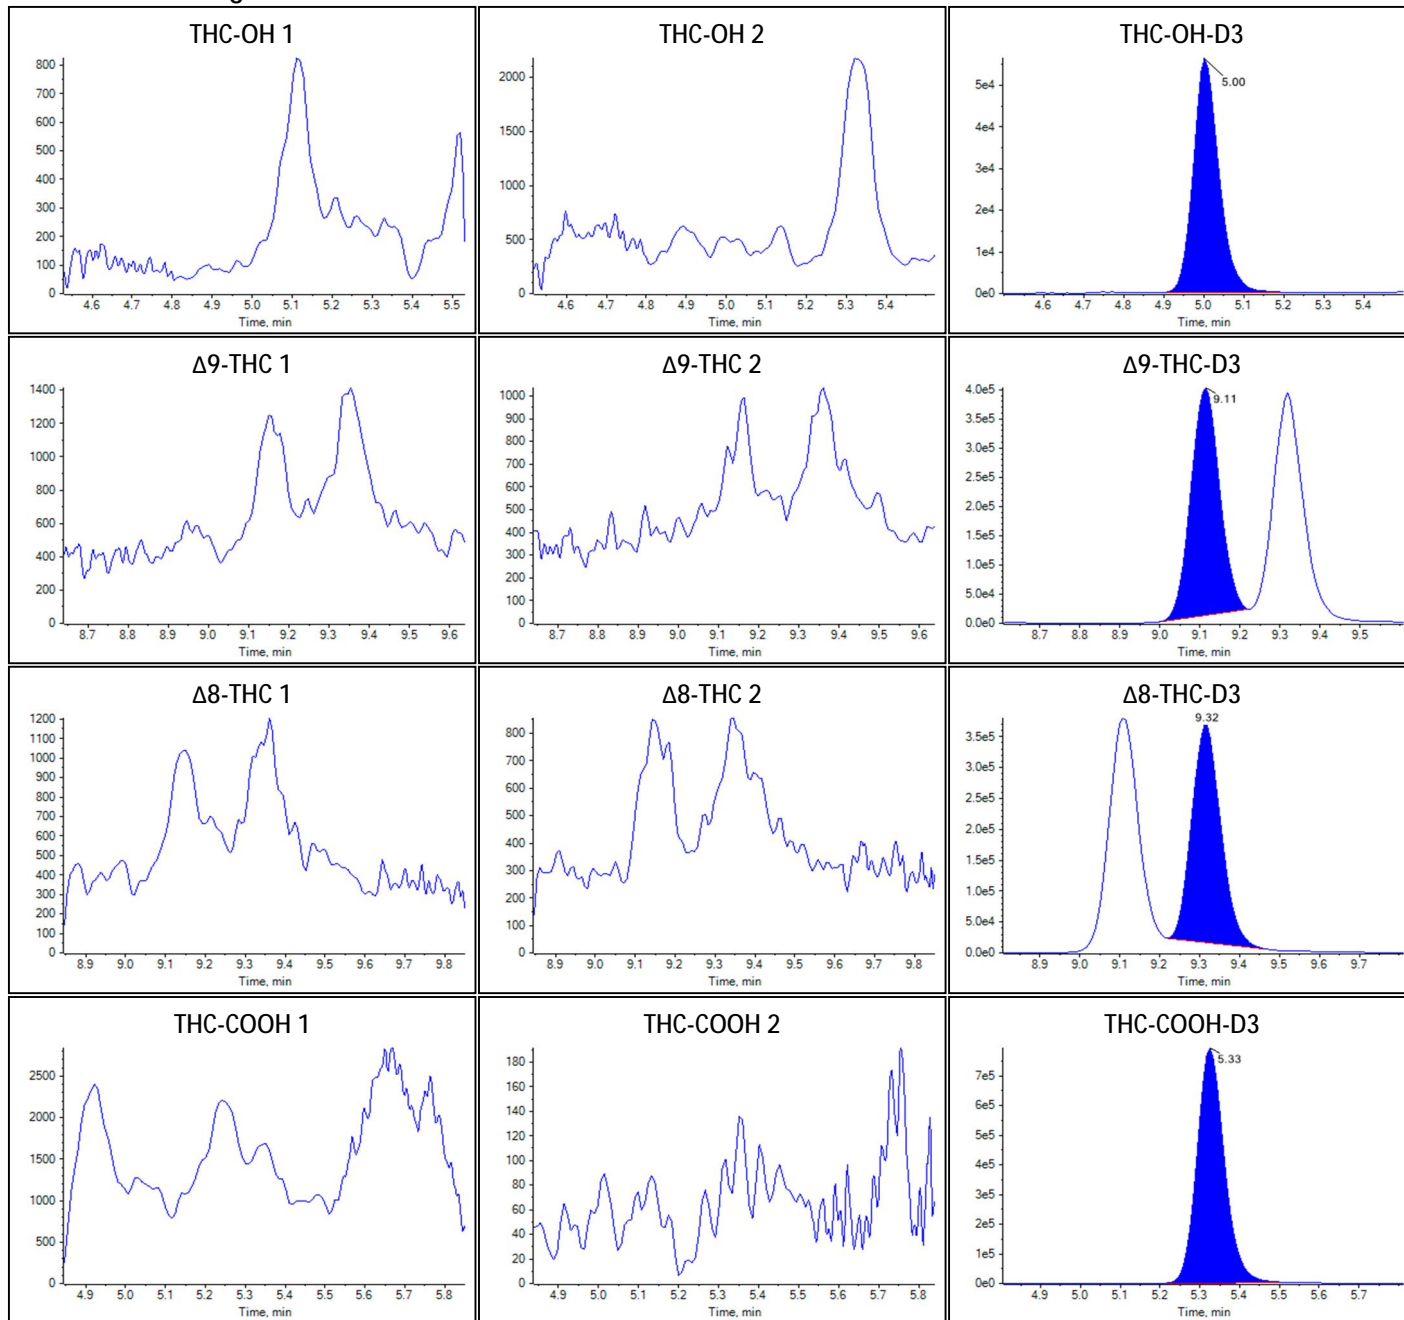 THC-OH 1
800
700
600
500
400
300
200
100
0
4.6 4.7 4.8 4.9 5.0 5.1 5.2 5.3 5.4 5.5
Time, min
THC-OH 2
2000
1500
1000
500
0
4.6 4.7 4.8 4.9 5.0 5.1 5.2 5.3 5.4
Time, min
THC-OH-D3
5.00
5e4
4e4
3e4
2e4
1e4
0e0
4.6 4.7 4.8 4.9 5.0 5.1 5.2 5.3 5.4
Time, min
Δ9-THC 1
1400
1200
1000
800
600
400
200
0
8.7 8.8 8.9 9.0 9.1 9.2 9.3 9.4 9.5 9.6
Time, min
Δ9-THC 2
1000
900
800
700
600
500
400
300
200
100
0
8.7 8.8 8.9 9.0 9.1 9.2 9.3 9.4 9.5 9.6
Time, min
Δ9-THC-D3
4.0e5
9.11
3.5e5
3.0e5
2.5e5
2.0e5
1.5e5
1.0e5
5.0e4
0.0e0
8.7 8.8 8.9 9.0 9.1 9.2 9.3 9.4 9.5
Time, min
Δ8-THC 1
1200
1100
1000
900
800
700
600
500
400
300
200
100
0
8.9 9.0 9.1 9.2 9.3 9.4 9.5 9.6 9.7 9.8
Time, min
Δ8-THC 2
800
700
600
500
400
300
200
100
0
8.9 9.0 9.1 9.2 9.3 9.4 9.5 9.6 9.7 9.8
Time, min
Δ8-THC-D3
9.32
3.5e5
3.0e5
2.5e5
2.0e5
1.5e5
1.0e5
5.0e4
0.0e0
8.9 9.0 9.1 9.2 9.3 9.4 9.5 9.6 9.7
Time, min
THC-COOH 1
2500
2000
1500
1000
500
0
4.9 5.0 5.1 5.2 5.3 5.4 5.5 5.6 5.7 5.8
Time, min
THC-COOH 2
180
160
140
120
100
80
60
40
20
0
4.9 5.0 5.1 5.2 5.3 5.4 5.5 5.6 5.7 5.8
Time, min
THC-COOH-D3
5.33
7e5
6e5
5e5
4e5
3e5
2e5
1e5
0e0
4.9 5.0 5.1 5.2 5.3 5.4 5.5 5.6 5.7
Time, min